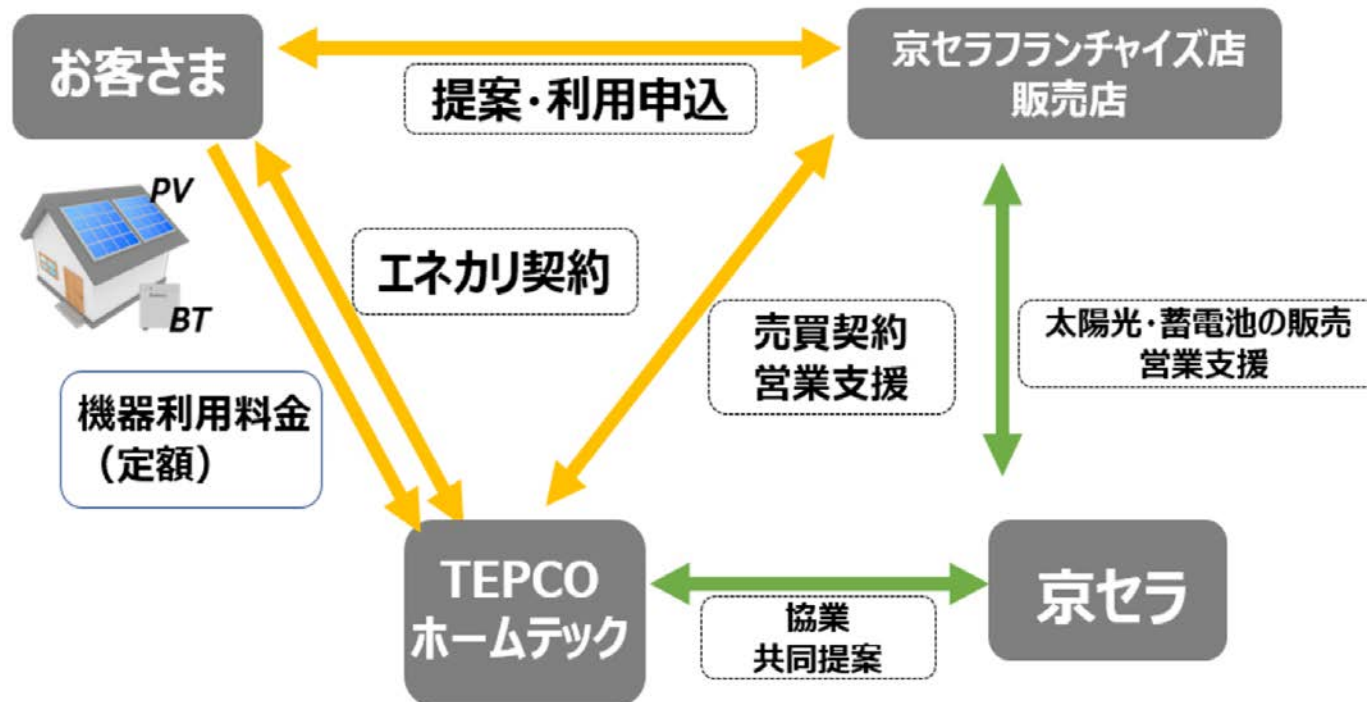 お客さま
京セラフランチャイズ店
販売店
提案・利用申込
PV
BT
エネカリ契約
売買契約
営業支援
太陽光・蓄電池の販売
営業支援
機器利用料金
（定額）
TEPCO
ホームテック
協業
共同提案
京セラ